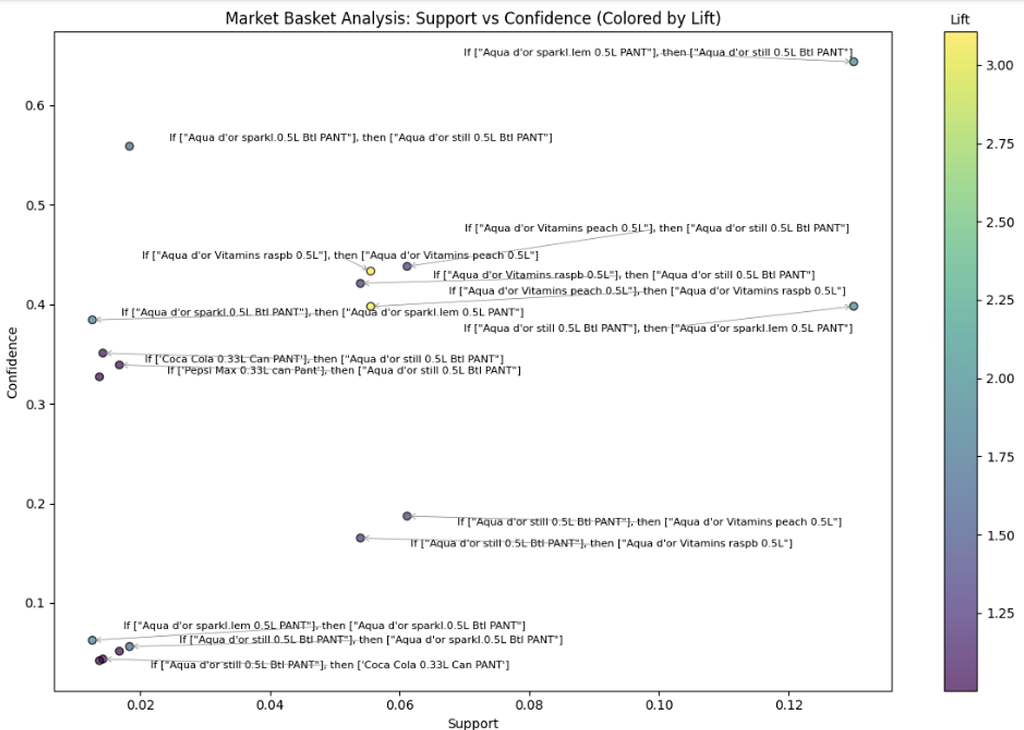 Market Basket Analysis: Support vs Confidence (Colored by Lift)
Lift
If ["Aqua d'or sparkl.lem 0.5L PANT"], then ["Aqua d'or still 0.5L Btl PANT"]
3.00
0.6
If ["Aqua d'or sparkl.0.5L Btl PANT"], then ["Aqua d'or still 0.5L Btl PANT"]
2.75
0.5
2.50
If ["Aqua d'or Vitamins peach 0.5L"], then ["Aqua d'or still 0.5L Btl PANT"]
If ["Aqua d'or Vitamins raspb 0.5L"], then ["Aqua d'or Vitamins peach 0.5L"]
If ["Aqua d'or Vitamins raspb 0.5L"], then ["Aqua d'or still 0.5L Btl PANT"]
If ["Aqua d'or Vitamins peach 0.5L"], then ["Aqua d'or Vitamins raspb 0.5L"]
2.25
0.4
If ["Aqua d'or sparkl.0.5L Btl PANT"], then ["Aqua d'or sparkl.lem 0.5L PANT"]
If ["Aqua d'or still 0.5L Btl PANT"], then ["Aqua d'or sparkl.lem 0.5L PANT"]
Confidence
If ['Coca Cola 0.33L Can PANT'], then ["Aqua d'or still 0.5L Btl PANT"]
If ['Pepsi Max 0.33L can Pant'], then ["Aqua d'or still 0.5L Btl PANT"]
2.00
0.3
1.75
0.2
If ["Aqua d'or still 0.5L Btl PANT"], then ["Aqua d'or Vitamins peach 0.5L"]
1.50
If ["Aqua d'or still 0.5L Btl PANT"], then ["Aqua d'or Vitamins raspb 0.5L"]
0.1
1.25
If ["Aqua d'or sparkl.lem 0.5L PANT"], then ["Aqua d'or sparkl.0.5L Btl PANT"]
If ["Aqua d'or still 0.5L Btl PANT"], then ["Aqua d'or sparkl.0.5L Btl PANT"]
If ["Aqua d'or still 0.5L Btl PANT"], then ['Coca Cola 0.33L Can PANT']
0.02 0.04 0.06 0.08 0.10 0.12
Support